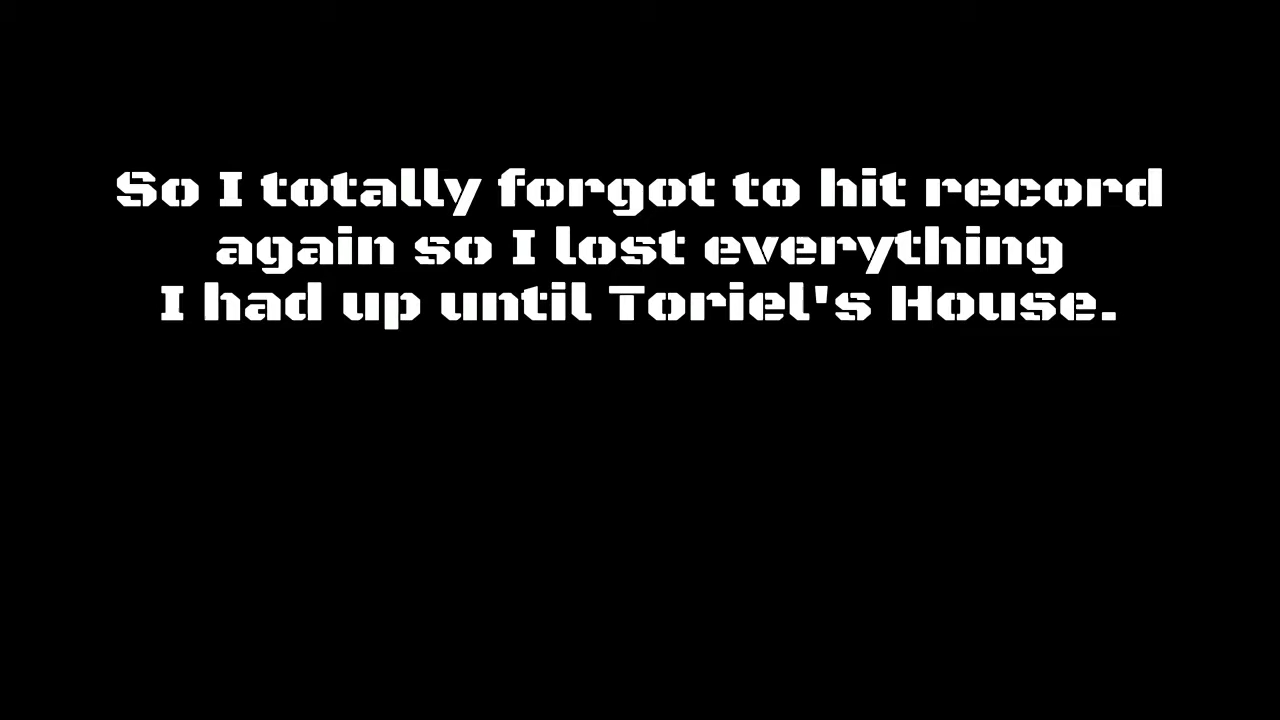 So I totally forgot to hit record
again so I lost everything
I had up until Toriel's House.